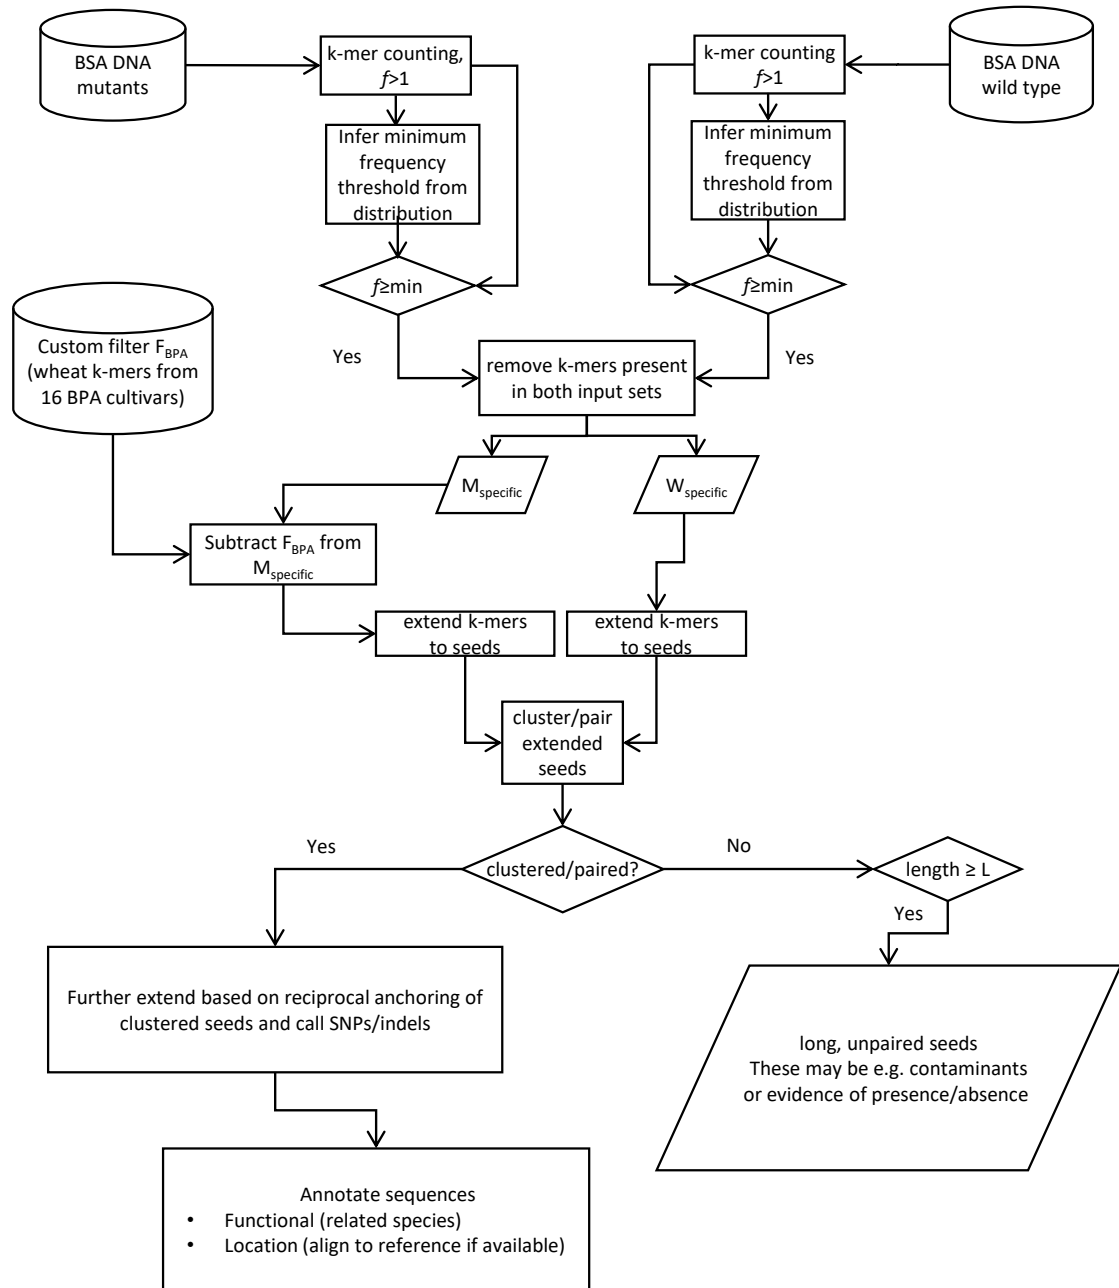 BSA DNA
mutants
k-mer counting,
f>1
k-mer counting
f>1
BSA DNA
wild type
Infer minimum
frequency
threshold from
distribution
Infer minimum
frequency
threshold from
distribution
f≥min
f≥min
Custom filter F_BPA
(wheat k-mers from
16 BPA cultivars)
Yes
remove k-mers present
in both input sets
Yes
M_specific
W_specific
Subtract F_BPA from
M_specific
extend k-mers
to seeds
extend k-mers
to seeds
cluster/pair
extended
seeds
Yes
clustered/paired?
No
length ≥ L
Yes
Further extend based on reciprocal anchoring of
clustered seeds and call SNPs/indels
long, unpaired seeds
These may be e.g. contaminants
or evidence of presence/absence
Annotate sequences
• Functional (related species)
• Location (align to reference if available)